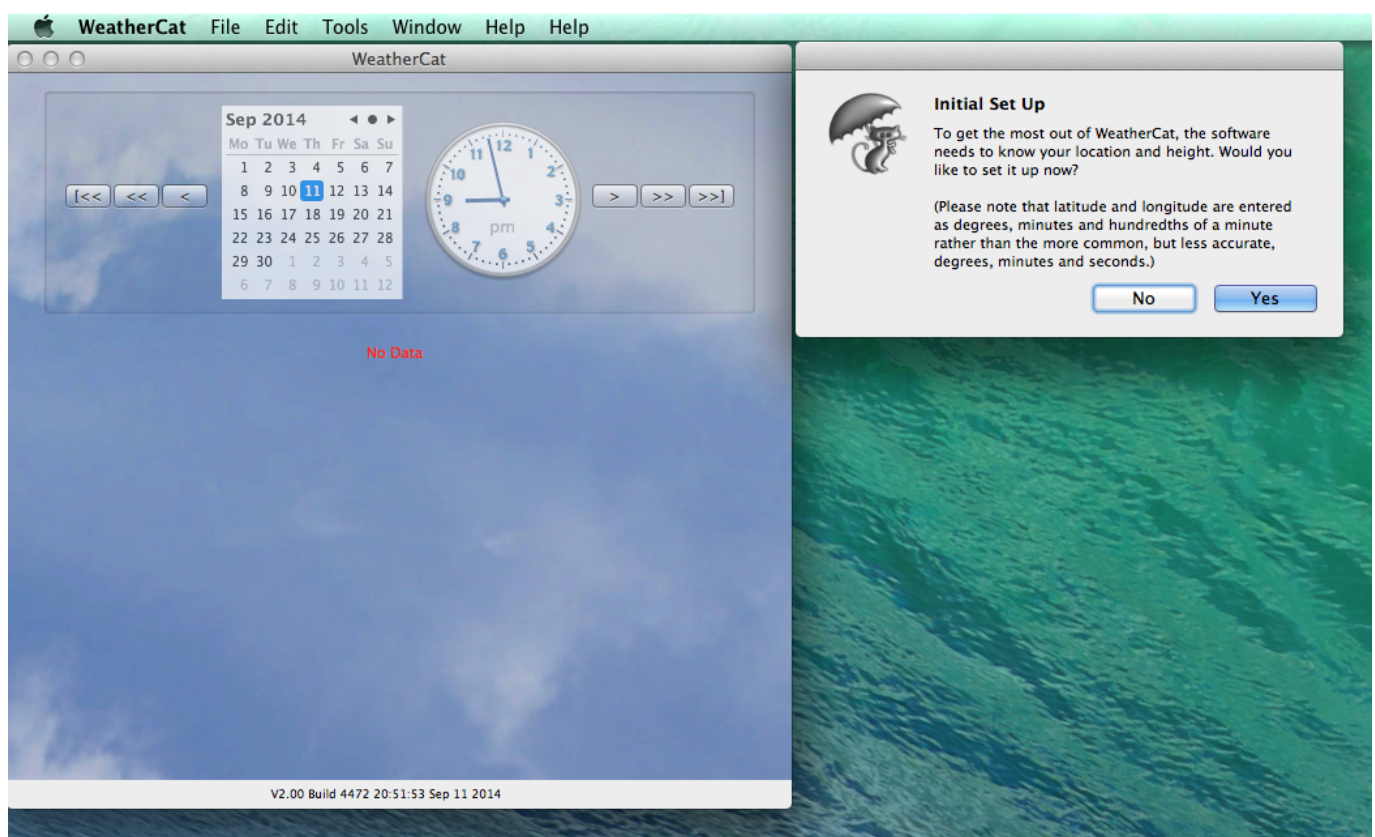 WeatherCat File Edit Tools Window Help Help
WeatherCat
Sep 2014
Mo Tu We Th Fr Sa Su
1 2 3 4 5 6 7
8 9 10 11 12 13 14
15 16 17 18 19 20 21
22 23 24 25 26 27 28
29 30 1 2 3 4 5
6 7 8 9 10 11 12
[<< << <
12 1 2 3 4 5 6 7 8 9 10 11
pm
> >> >>]
No Data
V2.00 Build 4472 20:51:53 Sep 11 2014
Initial Set Up
To get the most out of WeatherCat, the software
needs to know your location and height. Would you
like to set it up now?
(Please note that latitude and longitude are entered
as degrees, minutes and hundredths of a minute
rather than the more common, but less accurate,
degrees, minutes and seconds.)
No Yes